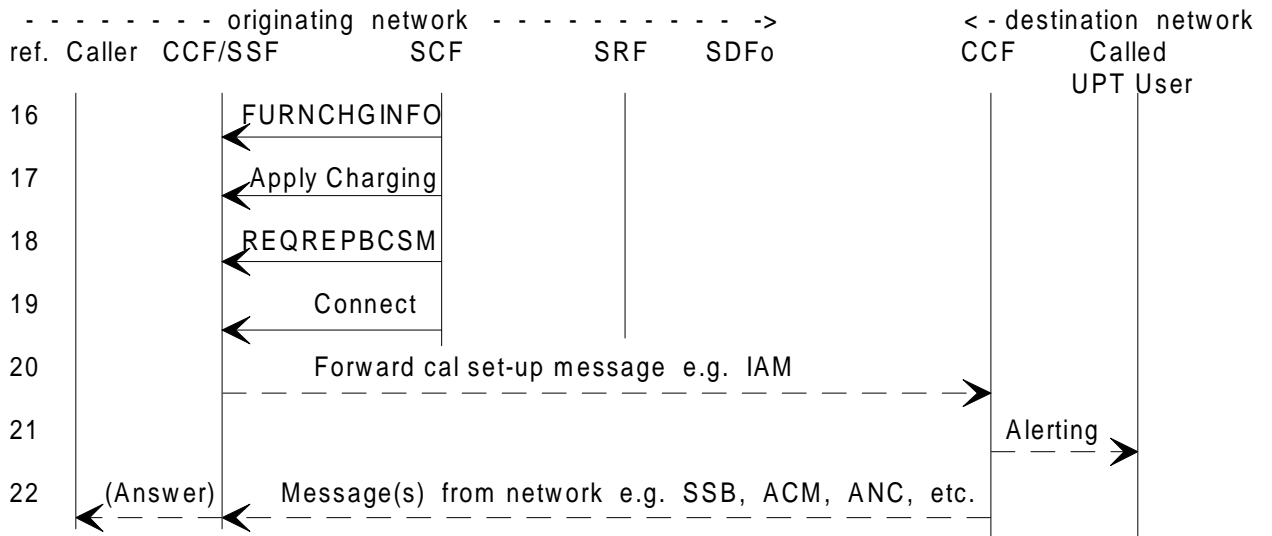 - - - - - - - - originating network - - - - - - - - - - -> < - destination network
ref. Caller CCF/SSF SCF SRF SDFo CCF Called
UPT User
16 FURNCHGINFO
17 Apply Charging
18 REQREPBCSM
19 Connect
20 Forward cal set-up message e.g. IAM
21 Alerting
22 (Answer) Message(s) from network e.g. SSB, ACM, ANC, etc.